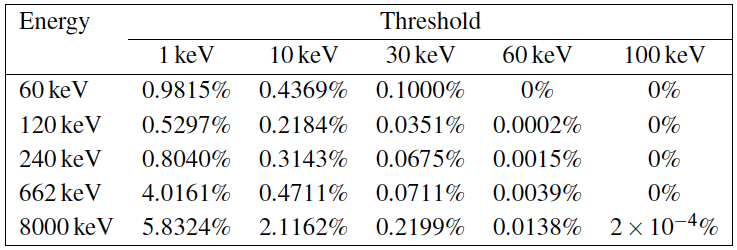 Energy Threshold
1 keV 10 keV 30 keV 60 keV 100 keV
60 keV 0.9815% 0.4369% 0.1000% 0% 0%
120 keV 0.5297% 0.2184% 0.0351% 0.0002% 0%
240 keV 0.8040% 0.3143% 0.0675% 0.0015% 0%
662 keV 4.0161% 0.4711% 0.0711% 0.0039% 0%
8000 keV 5.8324% 2.1162% 0.2199% 0.0138% 2 × 10⁻⁴%